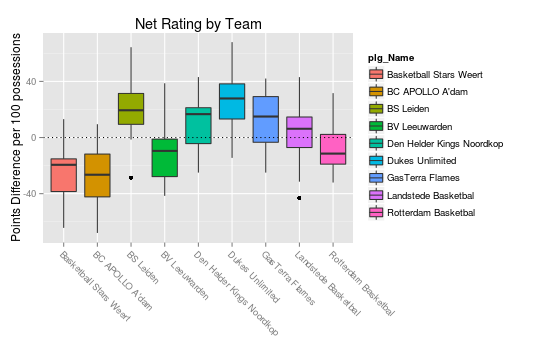 Net Rating by Team
Points Difference per 100 possessions
40
0
-40
Basketball Stars Weert
BC APOLLO A'dam
BS Leiden
BV Leeuwarden
Den Helder Kings Noordkop
Dukes Unlimited
GasTerra Flames
Landstede Basketbal
Rotterdam Basketbal
plg_Name
Basketball Stars Weert
BC APOLLO A'dam
BS Leiden
BV Leeuwarden
Den Helder Kings Noordkop
Dukes Unlimited
GasTerra Flames
Landstede Basketbal
Rotterdam Basketbal